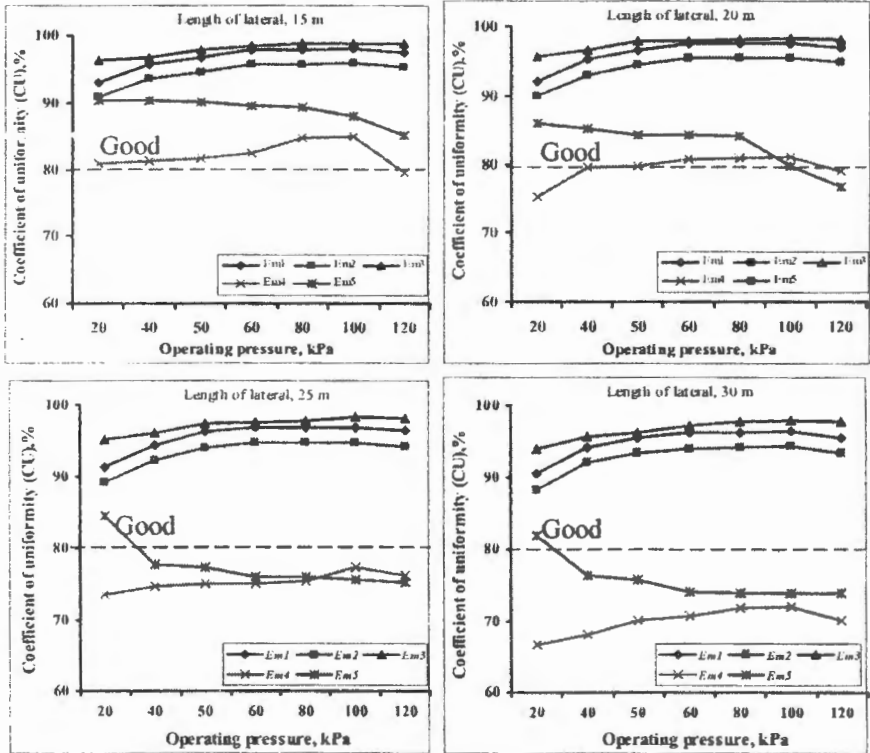 Length of lateral, 15 m
Coefficient of uniformity (CU),%
100
90
80
70
60
Good
Em1 Em2 Em3
Em4 Em5
20 40 50 60 80 100 120
Operating pressure, kPa
Length of lateral, 20 m
Coefficient of uniformity (CU),%
100
90
80
70
60
Good
Em1 Em2 Em3
Em4 Em5
20 40 50 60 80 100 120
Operating pressure, kPa
Length of lateral, 25 m
Coefficient of uniformity (CU),%
100
90
80
70
60
Good
Em1 Em2 Em3
Em4 Em5
20 40 50 60 80 100 120
Operating pressure, kPa
Length of lateral, 30 m
Coefficient of uniformity (CU),%
100
90
80
70
60
Good
Em1 Em2 Em3
Em4 Em5
20 40 50 60 80 100 120
Operating pressure, kPa